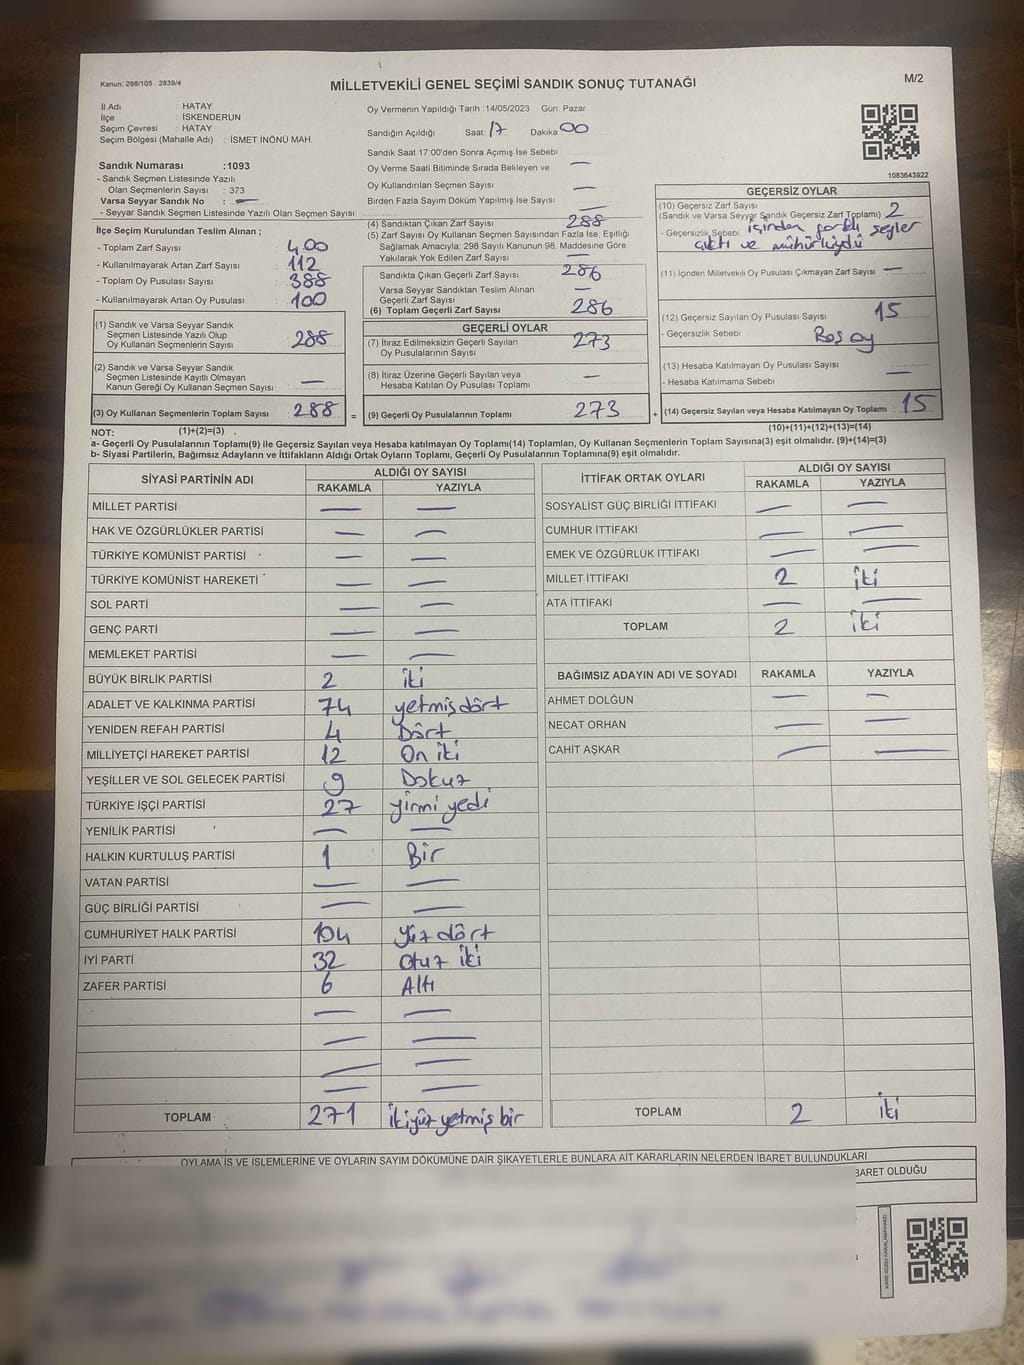 Kanun: 298/105 , 2839/4
MİLLETVEKİLİ GENEL SEÇİMİ SANDIK SONUÇ TUTANAĞI
M/2
İl Adı : HATAY
İlçe : İSKENDERUN
Seçim Çevresi : HATAY
Seçim Bölgesi (Mahalle Adı) : İSMET İNÖNÜ MAH.
Oy Vermenin Yapıldığı Tarih : 14/05/2023 Gün: Pazar
Sandığın Açıldığı Saat: 17 Dakika 00
Sandık Saat 17:00'den Sonra Açımış İse Sebebi
Oy Verme Saati Bitiminde Sırada Bekleyen ve —
Oy Kullandırılan Seçmen Sayısı —
Birden Fazla Sayım Döküm Yapılmış İse Sayısı —
1083643922
Sandık Numarası :1093
- Sandık Seçmen Listesinde Yazılı
Olan Seçmenlerin Sayısı : 373
Varsa Seyyar Sandık No : —
- Seyyar Sandık Seçmen Listesinde Yazılı Olan Seçmen Sayısı:
İlçe Seçim Kurulundan Teslim Alınan ;
- Toplam Zarf Sayısı : 400
- Kullanılmayarak Artan Zarf Sayısı : 112
- Toplam Oy Pusulası Sayısı : 388
- Kullanılmayarak Artan Oy Pusulası : 100
(1) Sandık ve Varsa Seyyar Sandık
Seçmen Listesinde Yazılı Olup
Oy Kullanan Seçmenlerin Sayısı : 288
(2) Sandık ve Varsa Seyyar Sandık
Seçmen Listesinde Kayıtlı Olmayan
Kanun Gereği Oy Kullanan Seçmen Sayısı : —
(3) Oy Kullanan Seçmenlerin Toplam Sayısı : 288 =
(4) Sandıktan Çıkan Zarf Sayısı 288
(5) Zarf Sayısı Oy Kullanan Seçmen Sayısından Fazla İse, Eşitliği
Sağlamak Amacıyla; 298 Sayılı Kanunun 98. Maddesine Göre
Yakılarak Yok Edilen Zarf Sayısı —
Sandıkta Çıkan Geçerli Zarf Sayısı 286
Varsa Seyyar Sandıktan Teslim Alınan
Geçerli Zarf Sayısı —
(6) Toplam Geçerli Zarf Sayısı 286
GEÇERLİ OYLAR
(7) İtiraz Edilmeksizin Geçerli Sayılan
Oy Pusulalarının Sayısı 273
(8) İtiraz Üzerine Geçerli Sayılan veya
Hesaba Katılan Oy Pusulası Toplamı —
(9) Geçerli Oy Pusulalarının Toplamı 273 +
GEÇERSİZ OYLAR
(10) Geçersiz Zarf Sayısı
(Sandık ve Varsa Seyyar Sandık Geçersiz Zarf Toplamı) 2
- Geçersizlik Sebebi içinden farklı şeyler
çıktı ve mühürlüydü
(11) İçinden Milletvekili Oy Pusulası Çıkmayan Zarf Sayısı —
(12) Geçersiz Sayılan Oy Pusulası Sayısı 15
- Geçersizlik Sebebi Boş oy
(13) Hesaba Katılmayan Oy Pusulası Sayısı —
- Hesaba Katılmama Sebebi
(14) Geçersiz Sayılan veya Hesaba Katılmayan Oy Toplamı : 15
NOT: (1)+(2)=(3) (10)+(11)+(12)+(13)=(14)
a- Geçerli Oy Pusulalarının Toplamı(9) ile Geçersiz Sayılan veya Hesaba katılmayan Oy Toplamı(14) Toplamları, Oy Kullanan Seçmenlerin Toplam Sayısına(3) eşit olmalıdır. (9)+(14)=(3)
b- Siyasi Partilerin, Bağımsız Adayların ve İttifakların Aldığı Ortak Oyların Toplamı, Geçerli Oy Pusulalarının Toplamına(9) eşit olmalıdır.
SİYASİ PARTİNİN ADI ALDIĞI OY SAYISI
RAKAMLA YAZIYLA
MİLLET PARTİSİ — —
HAK VE ÖZGÜRLÜKLER PARTİSİ — —
TÜRKİYE KOMÜNİST PARTİSİ — —
TÜRKİYE KOMÜNİST HAREKETİ — —
SOL PARTİ — —
GENÇ PARTİ — —
MEMLEKET PARTİSİ — —
BÜYÜK BİRLİK PARTİSİ 2 iki
ADALET VE KALKINMA PARTİSİ 74 yetmiş dört
YENİDEN REFAH PARTİSİ 4 Dört
MİLLİYETÇİ HAREKET PARTİSİ 12 On iki
YEŞİLLER VE SOL GELECEK PARTİSİ 9 Dokuz
TÜRKİYE İŞÇİ PARTİSİ 27 yirmi yedi
YENİLİK PARTİSİ — —
HALKIN KURTULUŞ PARTİSİ 1 Bir
VATAN PARTİSİ — —
GÜÇ BİRLİĞİ PARTİSİ — —
CUMHURİYET HALK PARTİSİ 104 Yüz dört
İYİ PARTİ 32 otuz iki
ZAFER PARTİSİ 6 Altı
— —
— —
— —
— —
TOPLAM 271 ikiyüz yetmiş bir
İTTİFAK ORTAK OYLARI ALDIĞI OY SAYISI
RAKAMLA YAZIYLA
SOSYALİST GÜÇ BİRLİĞİ İTTİFAKI — —
CUMHUR İTTİFAKI — —
EMEK VE ÖZGÜRLÜK İTTİFAKI — —
MİLLET İTTİFAKI 2 iki
ATA İTTİFAKI — —
TOPLAM 2 iki
BAĞIMSIZ ADAYIN ADI VE SOYADI RAKAMLA YAZIYLA
AHMET DOLĞUN — —
NECAT ORHAN — —
CAHİT AŞKAR — —
TOPLAM 2 iki
OYLAMA İŞ VE İŞLEMLERİNE VE OYLARIN SAYIM DÖKÜMÜNE DAİR ŞİKAYETLERLE BUNLARA AİT KARARLARIN NELERDEN İBARET BULUNDUKLARI
BARET OLDUĞU